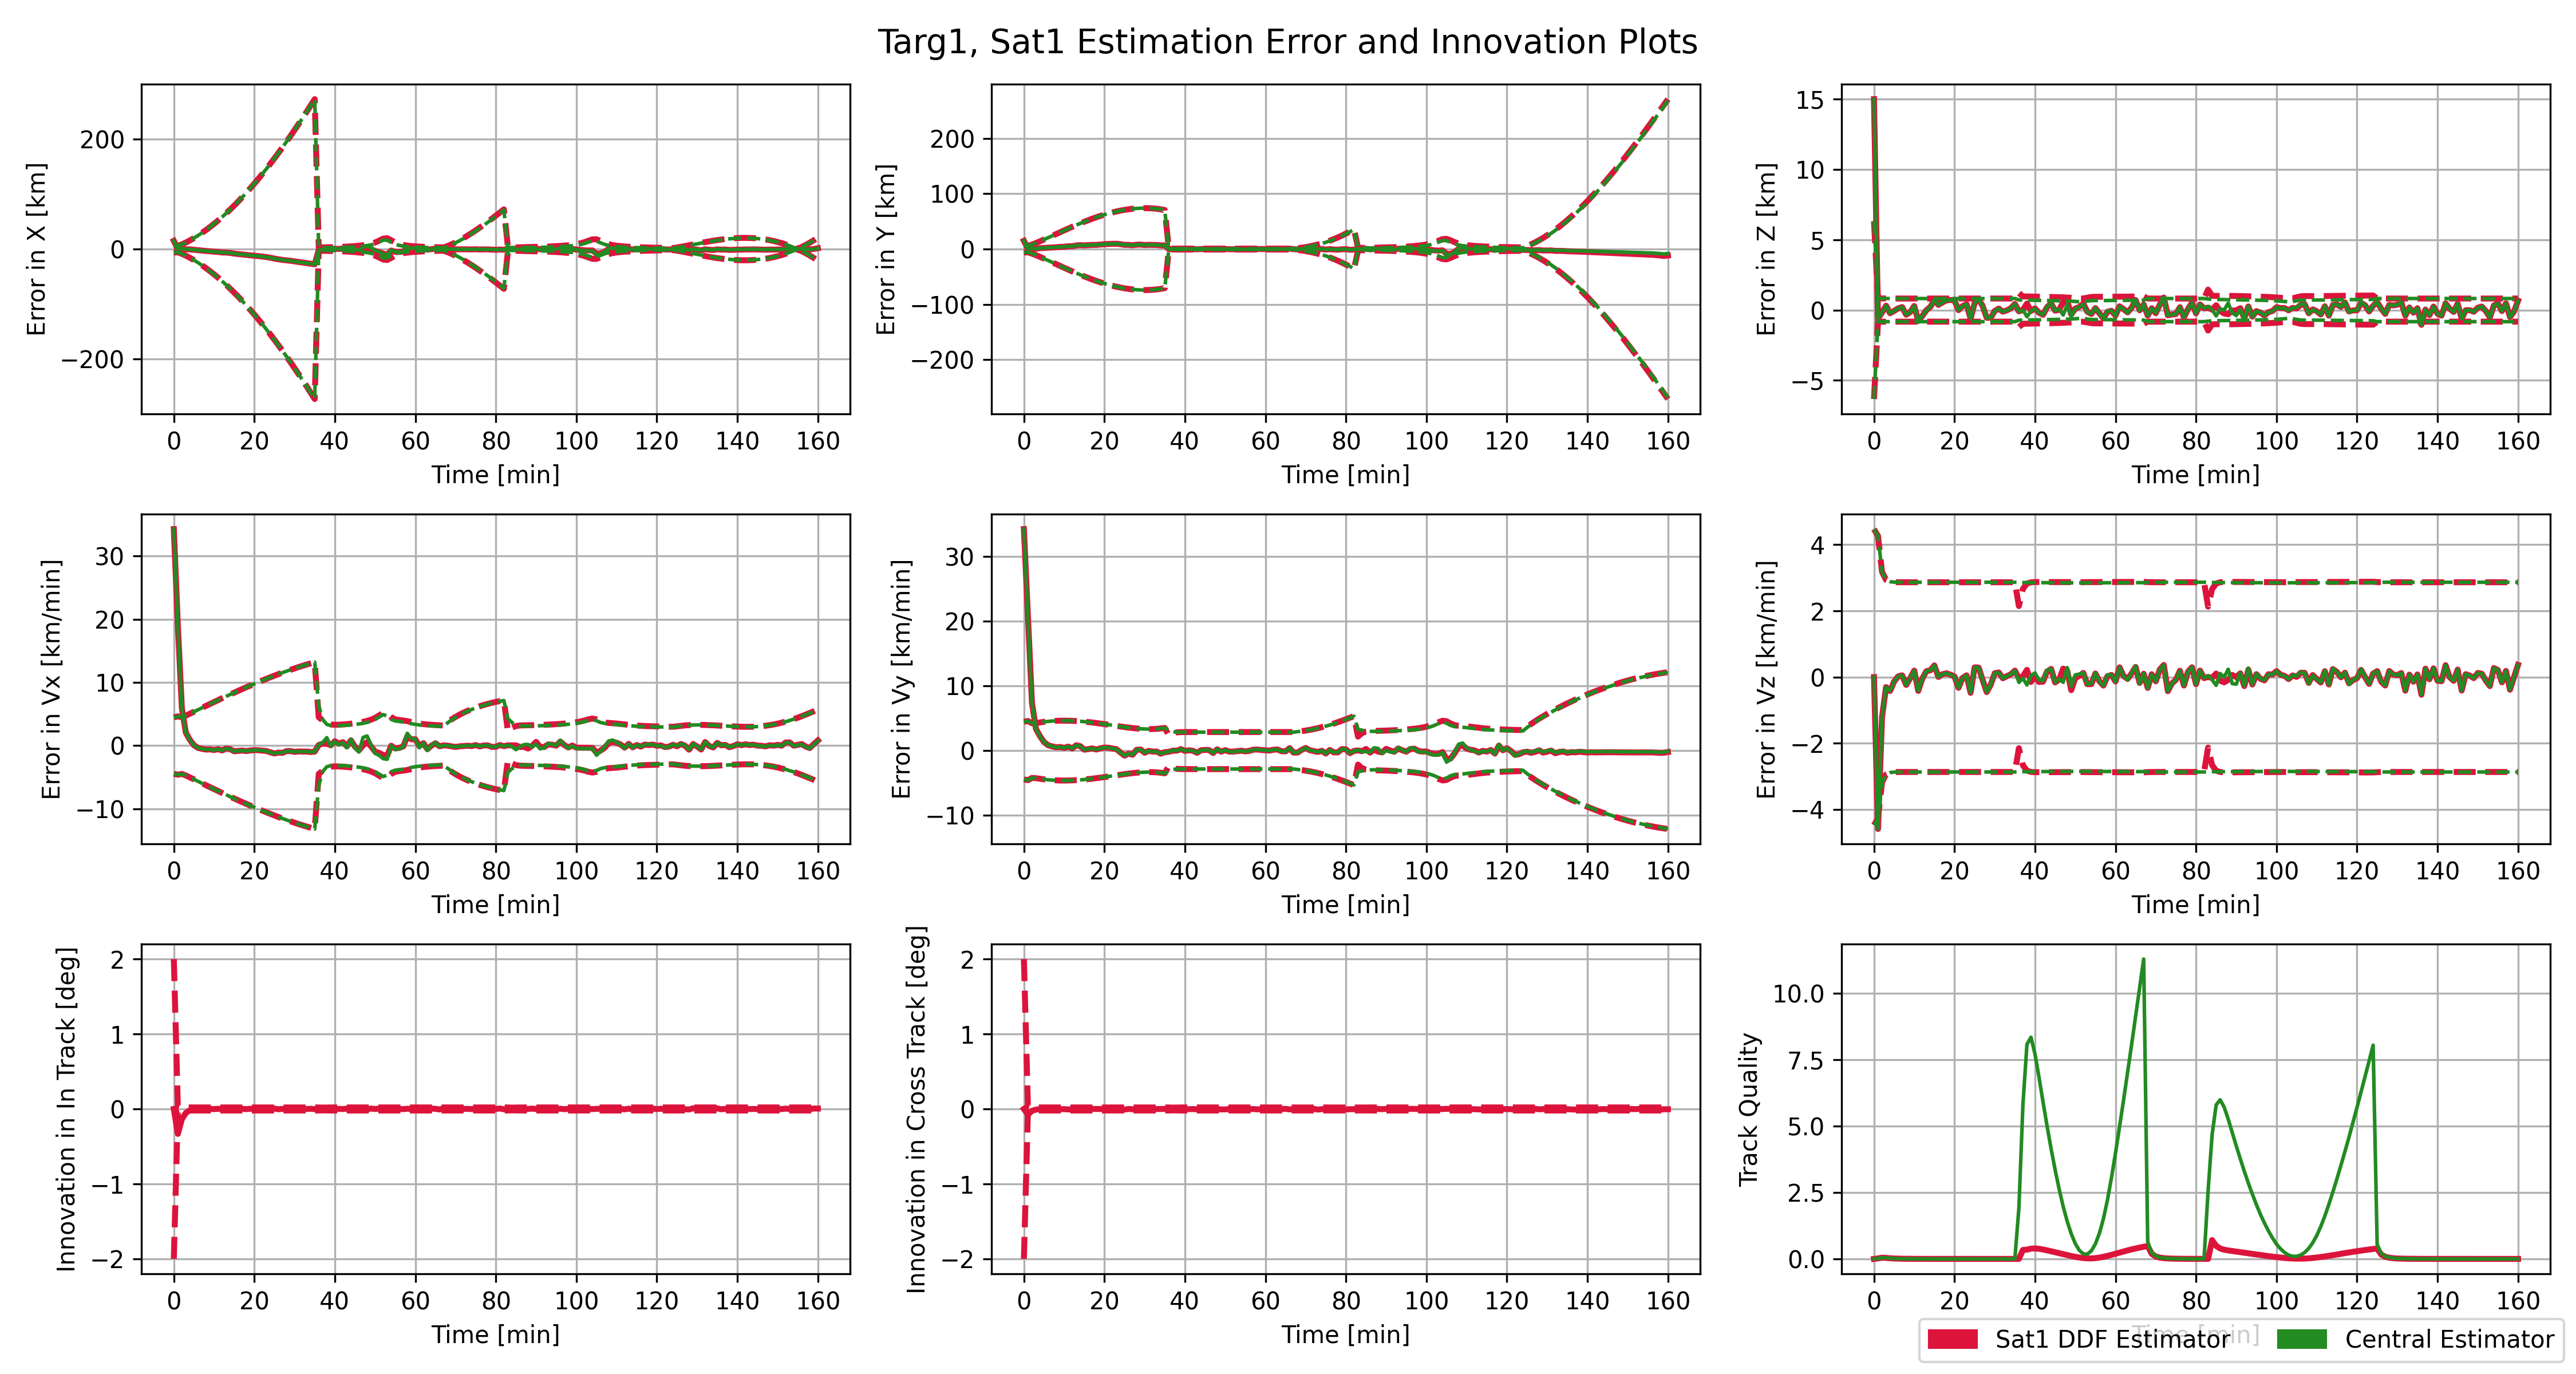 Targ1, Sat1 Estimation Error and Innovation Plots
Error in X [km]
200
0
−200
0 20 40 60 80 100 120 140 160
Time [min]
Error in Y [km]
200
100
0
−100
−200
0 20 40 60 80 100 120 140 160
Time [min]
Error in Z [km]
15
10
5
0
−5
0 20 40 60 80 100 120 140 160
Time [min]
Error in Vx [km/min]
30
20
10
0
−10
0 20 40 60 80 100 120 140 160
Time [min]
Error in Vy [km/min]
30
20
10
0
−10
0 20 40 60 80 100 120 140 160
Time [min]
Error in Vz [km/min]
4
2
0
−2
−4
0 20 40 60 80 100 120 140 160
Time [min]
Innovation in In Track [deg]
2
1
0
−1
−2
0 20 40 60 80 100 120 140 160
Time [min]
Innovation in Cross Track [deg]
2
1
0
−1
−2
0 20 40 60 80 100 120 140 160
Time [min]
Track Quality
10.0
7.5
5.0
2.5
0.0
0 20 40 60 80 100 120 140 160
Time [min]
Sat1 DDF Estimator
Central Estimator